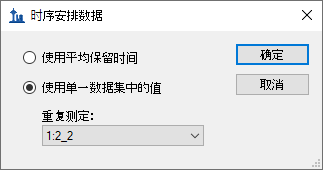 时序安排数据
使用平均保留时间
确定
使用单一数据集中的值
取消
重复测定:
1:2_2